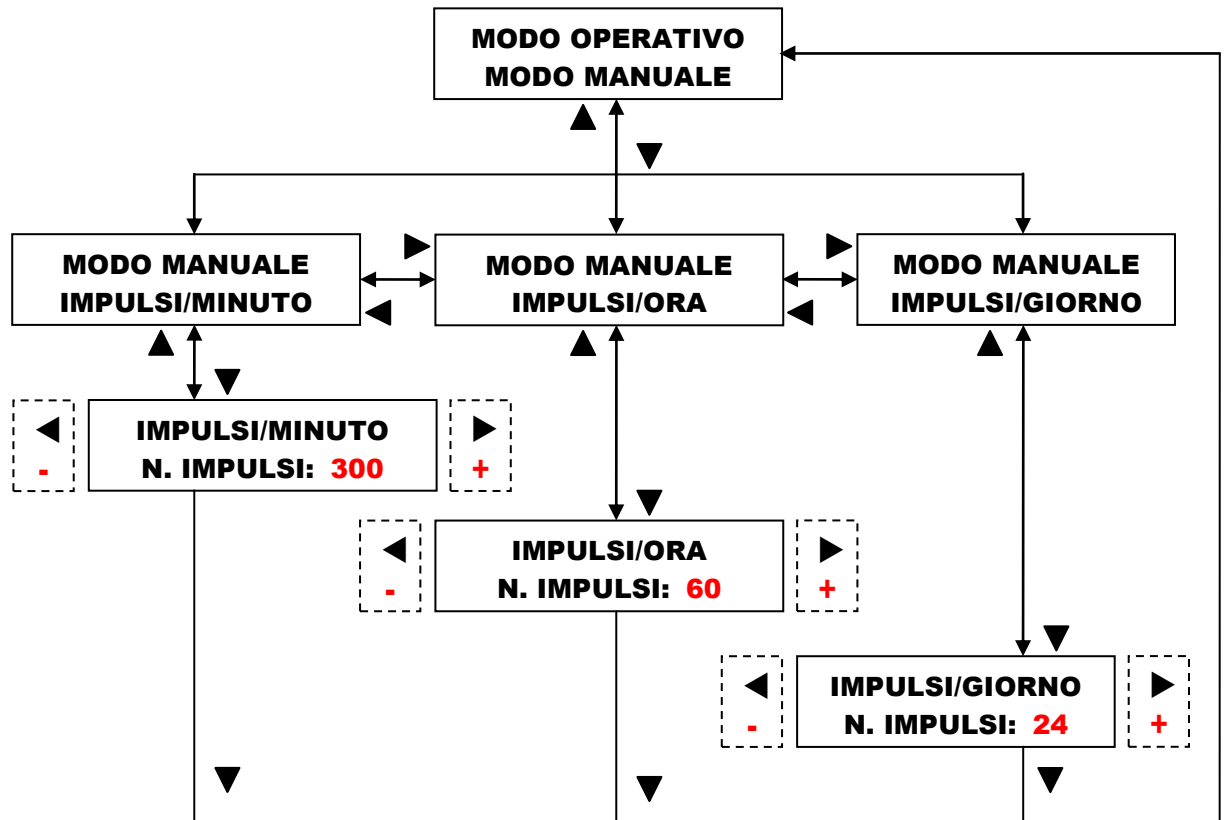 MODO OPERATIVO
MODO MANUALE
MODO MANUALE
IMPULSI/MINUTO
MODO MANUALE
IMPULSI/ORA
MODO MANUALE
IMPULSI/GIORNO
IMPULSI/MINUTO
N. IMPULSI: 300
-
+
IMPULSI/ORA
N. IMPULSI: 60
-
+
IMPULSI/GIORNO
N. IMPULSI: 24
-
+